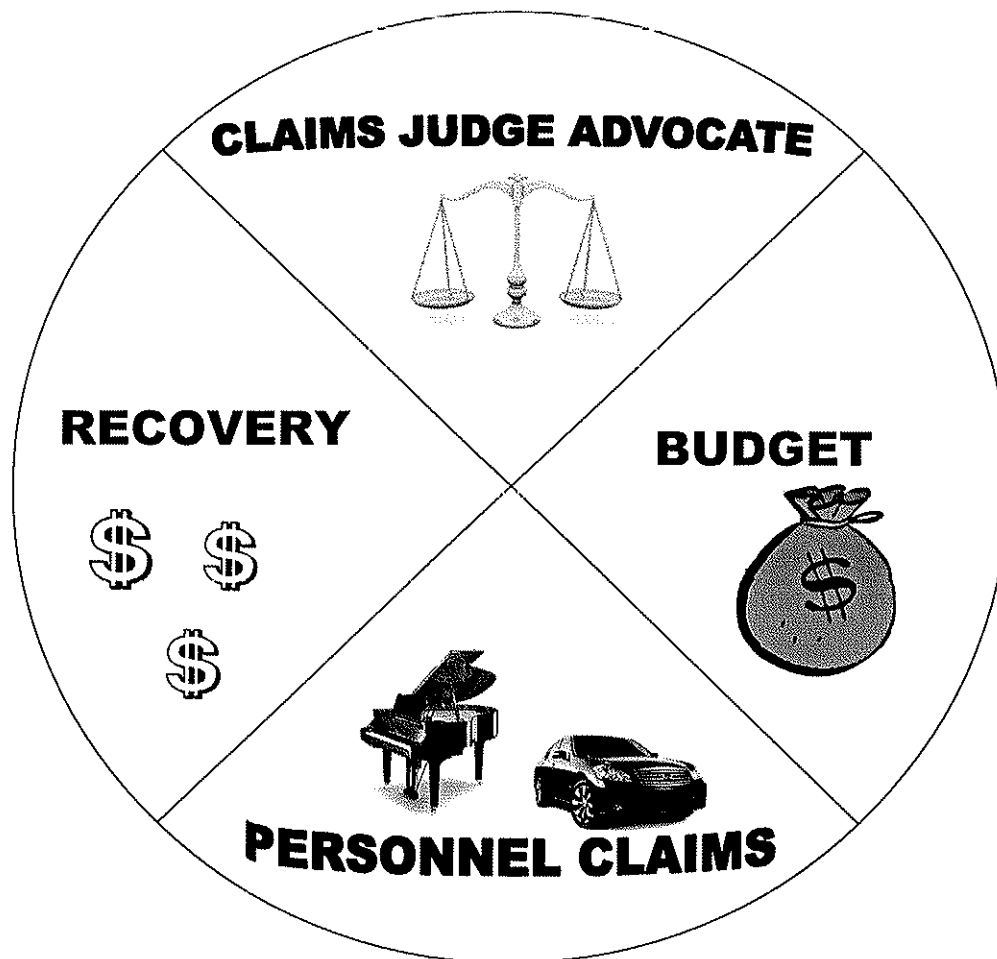 CLAIMS JUDGE ADVOCATE
RECOVERY
BUDGET
$
$ $
$
PERSONNEL CLAIMS